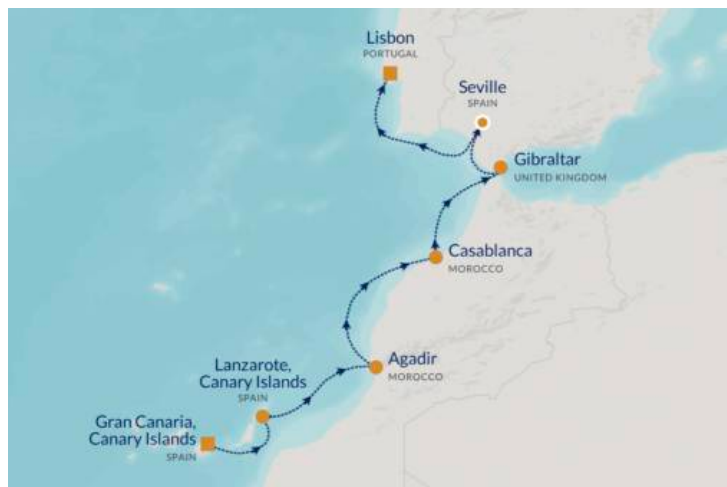 Lisbon
PORTUGAL
Seville
SPAIN
Gibraltar
UNITED KINGDOM
Casablanca
MOROCCO
Agadir
MOROCCO
Lanzarote,
Canary Islands
SPAIN
Gran Canaria,
Canary Islands
SPAIN